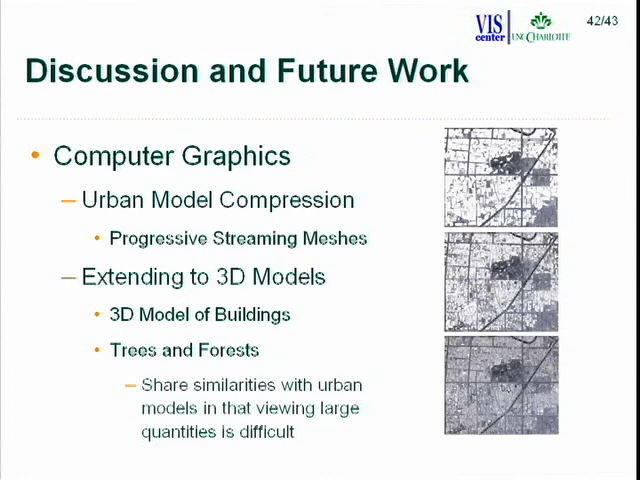 VIS
center
UNC CHARLOTTE
42/43
Discussion and Future Work
• Computer Graphics
– Urban Model Compression
• Progressive Streaming Meshes
– Extending to 3D Models
• 3D Model of Buildings
• Trees and Forests
– Share similarities with urban
models in that viewing large
quantities is difficult